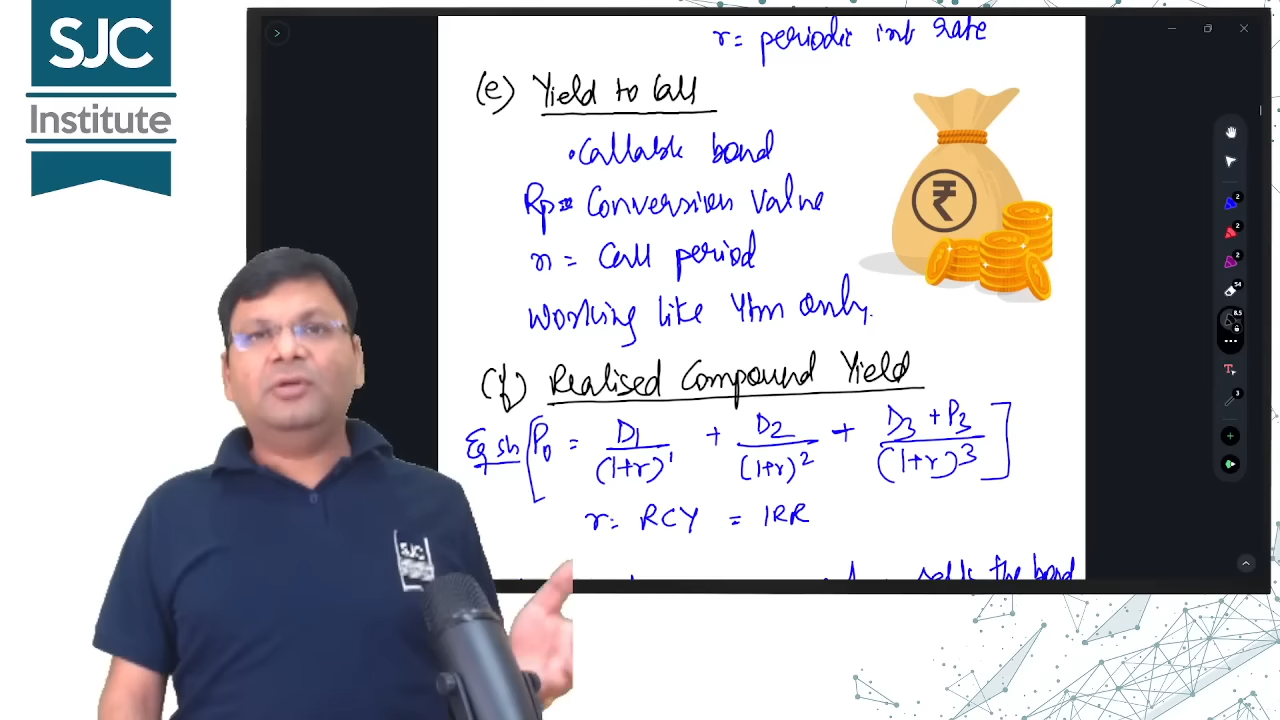 SJC
Institute
r = periodic int rate
(e) Yield to Call
• Callable bond
Rp = Conversion value
n = Call period
Working like Ytm only.
(f) Realised Compound Yield
Eq sh [P0 = D1/(1+r)^1 + D2/(1+r)^2 + D3 + P3/(1+r)^3]
r = RCY = IRR
sells the bond
SJC
₹